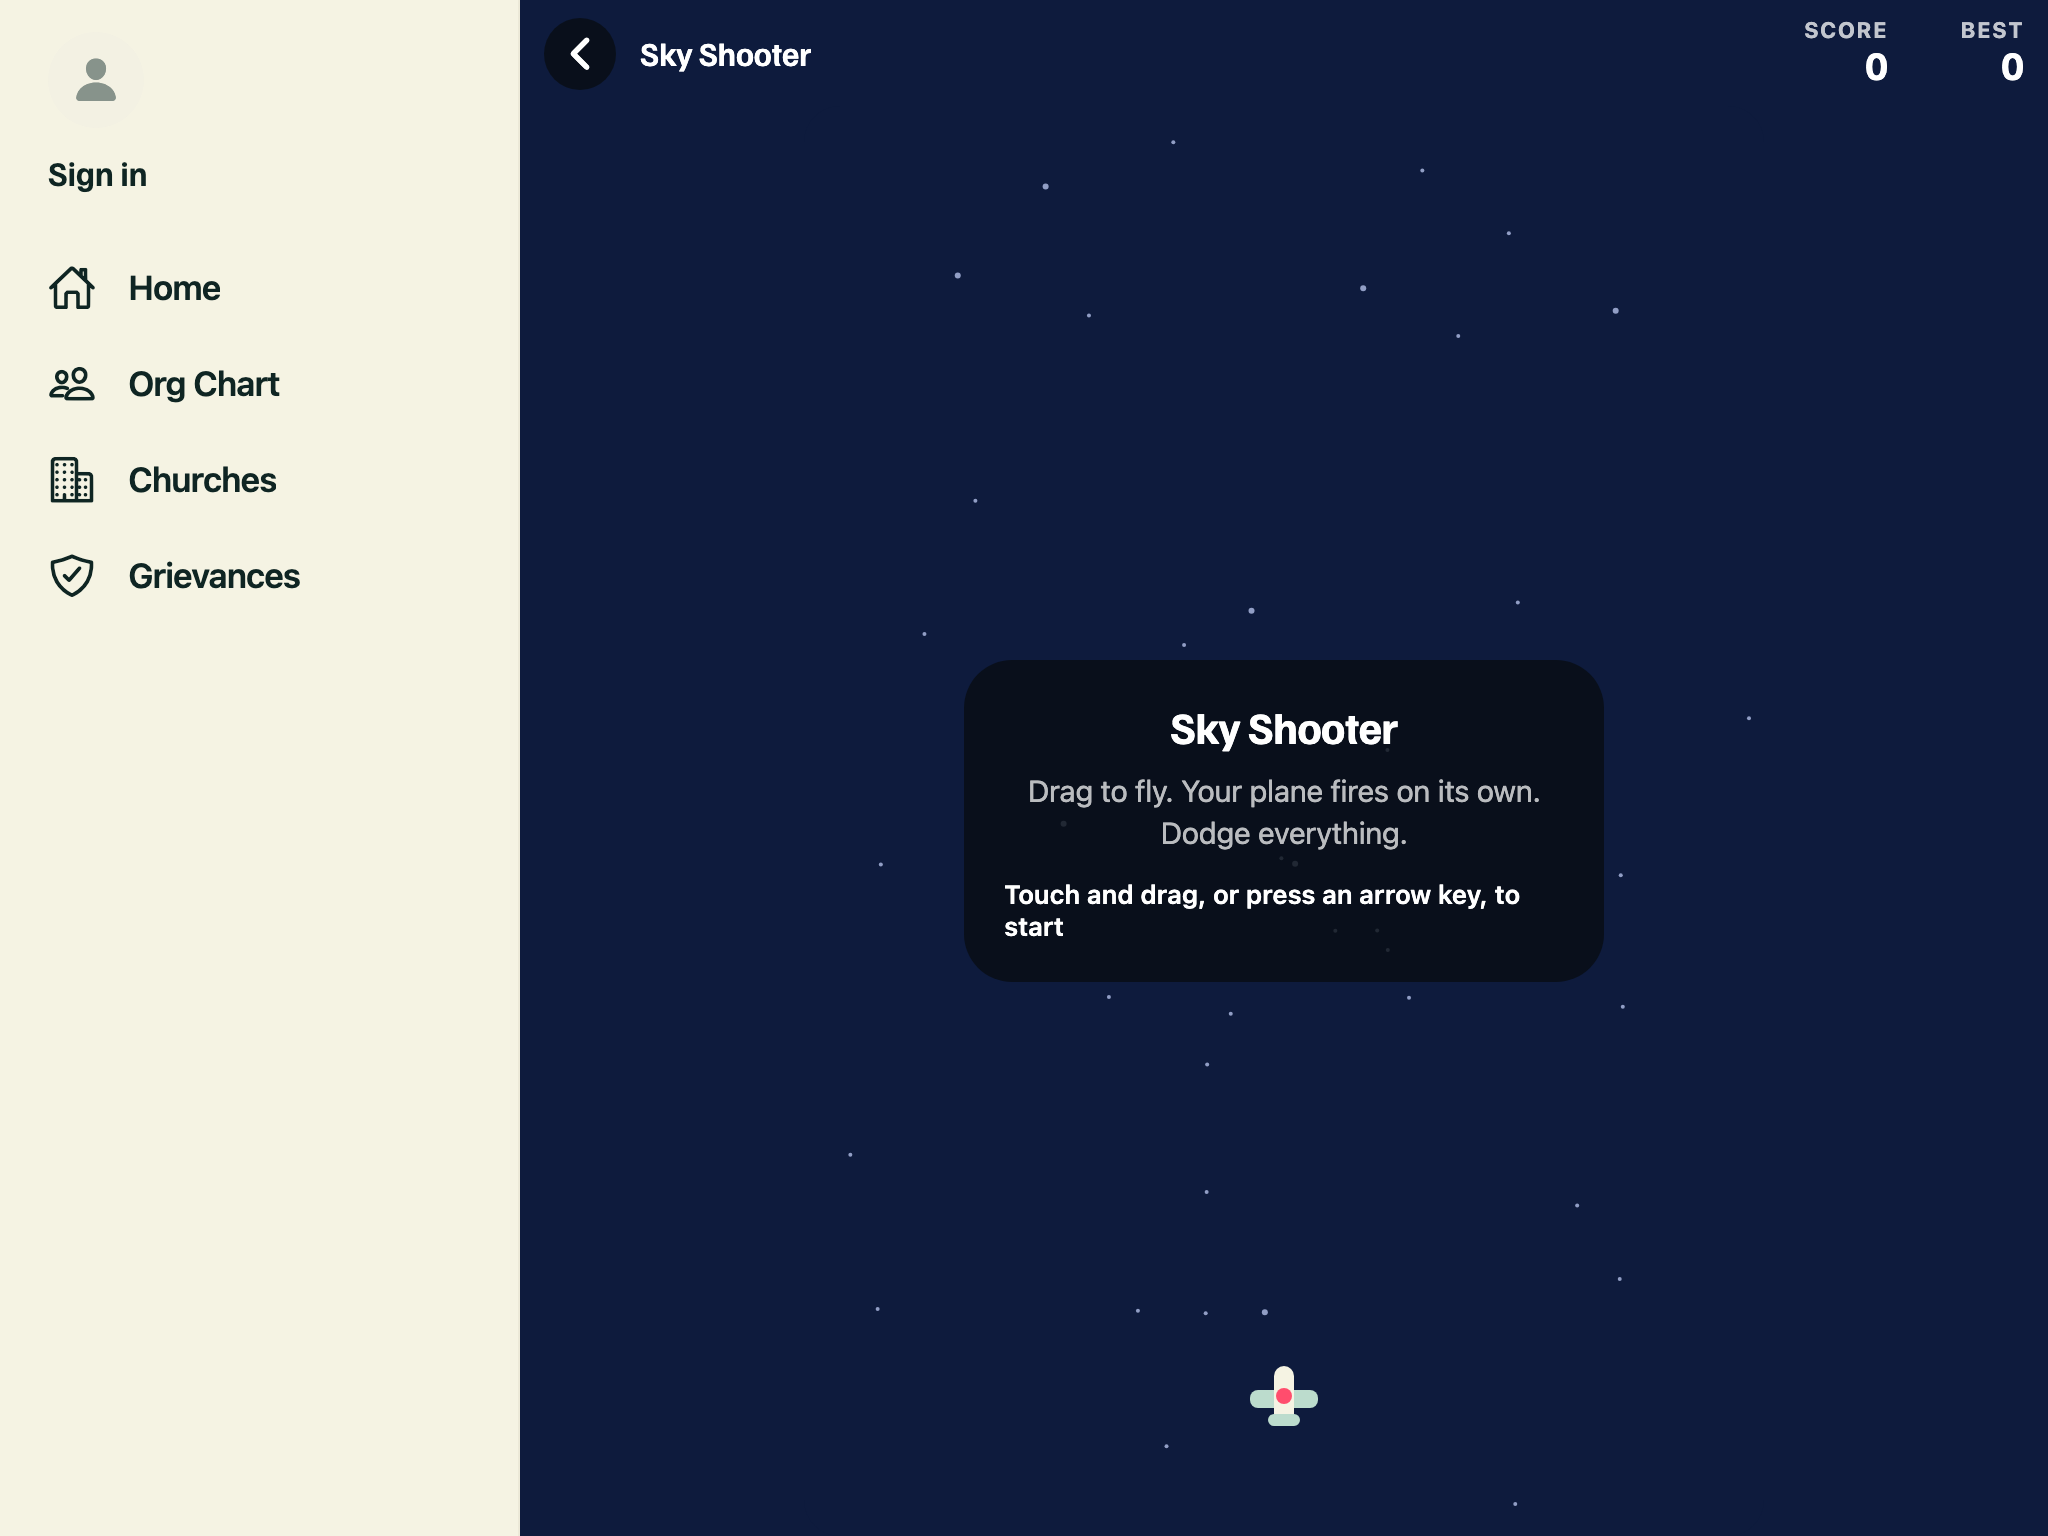 Sign in
Home
Org Chart
Churches
Grievances
Sky Shooter
SCORE
0
BEST
0
Sky Shooter
Drag to fly. Your plane fires on its own.
Dodge everything.
Touch and drag, or press an arrow key, to
start